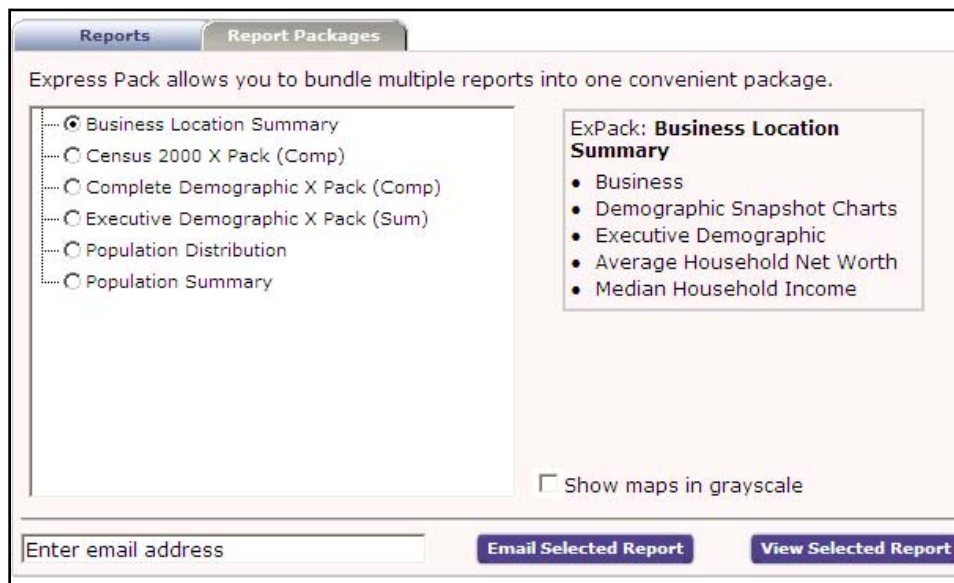 Reports
Report Packages
Express Pack allows you to bundle multiple reports into one convenient package.
Business Location Summary
Census 2000 X Pack (Comp)
Complete Demographic X Pack (Comp)
Executive Demographic X Pack (Sum)
Population Distribution
Population Summary
ExPack: Business Location
Summary
• Business
• Demographic Snapshot Charts
• Executive Demographic
• Average Household Net Worth
• Median Household Income
Show maps in grayscale
Enter email address
Email Selected Report
View Selected Report